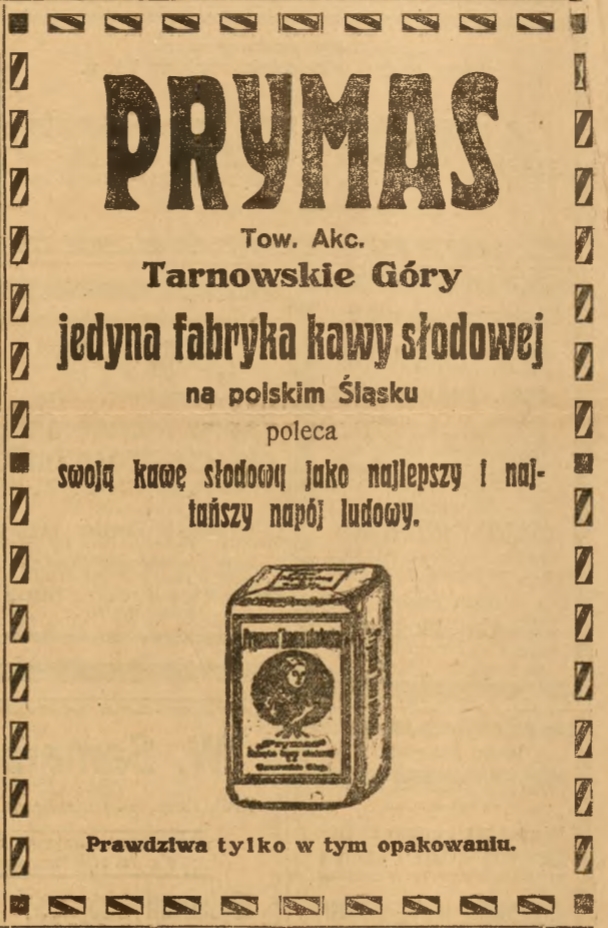 PRYMAS
Tow. Akc.
Tarnowskie Góry
jedyna fabryka kawy słodowej
na polskim Śląsku
poleca
swoją kawę słodową jako najlepszy i naj-
tańszy napój ludowy.
Prawdziwa tylko w tym opakowaniu.